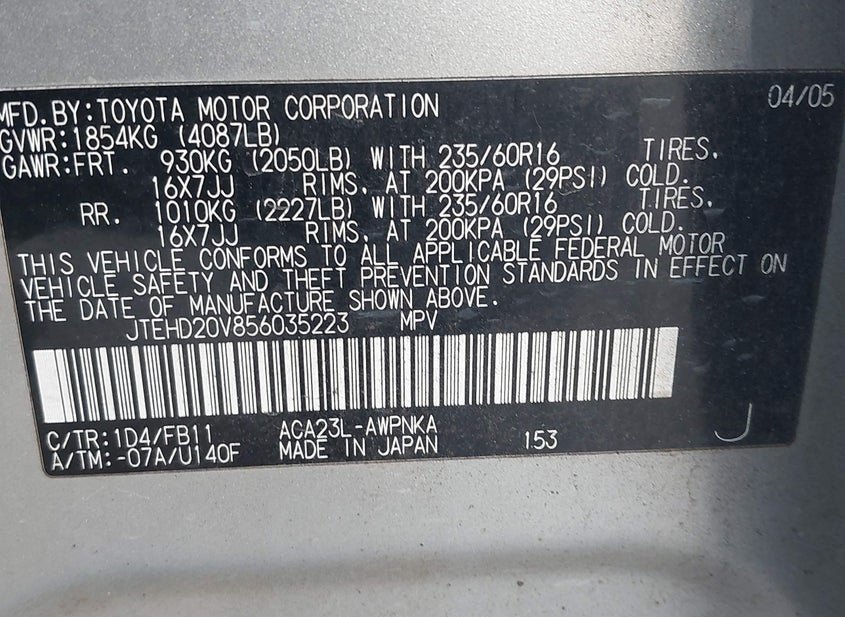 MFD.BY:TOYOTA MOTOR CORPORATION 04/05
GVWR:1854KG (4087LB)
GAWR:FRT. 930KG (2050LB) WITH 235/60R16 TIRES.
16X7JJ RIMS, AT 200KPA (29PSI) COLD.
RR. 1010KG (2227LB) WITH 235/60R16 TIRES.
16X7JJ RIMS, AT 200KPA (29PSI) COLD.
THIS VEHICLE CONFORMS TO ALL APPLICABLE FEDERAL MOTOR
VEHICLE SAFETY AND THEFT PREVENTION STANDARDS IN EFFECT ON
THE DATE OF MANUFACTURE SHOWN ABOVE.
JTEHD20V856035223 MPV
C/TR:1D4/FB11 ACA23L-AWPNKA
A/TM:-07A/U140F MADE IN JAPAN 153 J